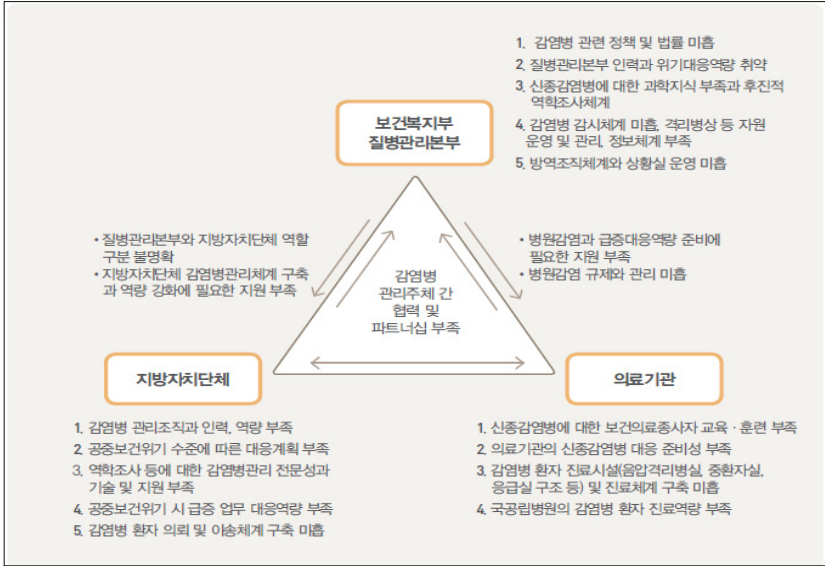 1. 감염병 관련 정책 및 법률 미흡
2. 질병관리본부 인력과 위기대응역량 취약
3. 신종감염병에 대한 과학지식 부족과 후진적
역학조사체계
4. 감염병 감시체계 미흡, 격리병상 등 자원
운영 및 관리, 정보체계 부족
5. 방역조직체계와 상황실 운영 미흡
보건복지부
질병관리본부
• 질병관리본부와 지방자치단체 역할
구분 불명확
• 지방자치단체 감염병관리체계 구축
과 역량 강화에 필요한 지원 부족
• 병원감염과 급증대응역량 준비에
필요한 지원 부족
• 병원감염 규제와 관리 미흡
감염병
관리주체 간
협력 및
파트너십 부족
지방자치단체
1. 감염병 관리조직과 인력, 역량 부족
2. 공중보건위기 수준에 따른 대응계획 부족
3. 역학조사 등에 대한 감염병관리 전문성과
기술 및 지원 부족
4. 공중보건위기 시 급증 업무 대응역량 부족
5. 감염병 환자 의뢰 및 이송체계 구축 미흡
의료기관
1. 신종감염병에 대한 보건의료종사자 교육 · 훈련 부족
2. 의료기관의 신종감염병 대응 준비성 부족
3. 감염병 환자 진료시설(음압격리병실, 중환자실,
응급실 구조 등) 및 진료체계 구축 미흡
4. 국공립병원의 감염병 환자 진료역량 부족